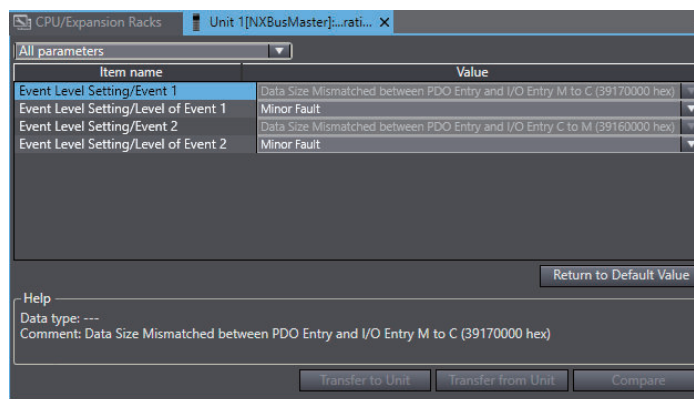 CPU/Expansion Racks Unit 1[NXBusMaster]:...rati... X
All parameters
Item name Value
Event Level Setting/Event 1 Data Size Mismatched between PDO Entry and I/O Entry M to C (39170000 hex)
Event Level Setting/Level of Event 1 Minor Fault
Event Level Setting/Event 2 Data Size Mismatched between PDO Entry and I/O Entry C to M (39160000 hex)
Event Level Setting/Level of Event 2 Minor Fault
Return to Default Value
Help
Data type: ---
Comment: Data Size Mismatched between PDO Entry and I/O Entry M to C (39170000 hex)
Transfer to Unit Transfer from Unit Compare